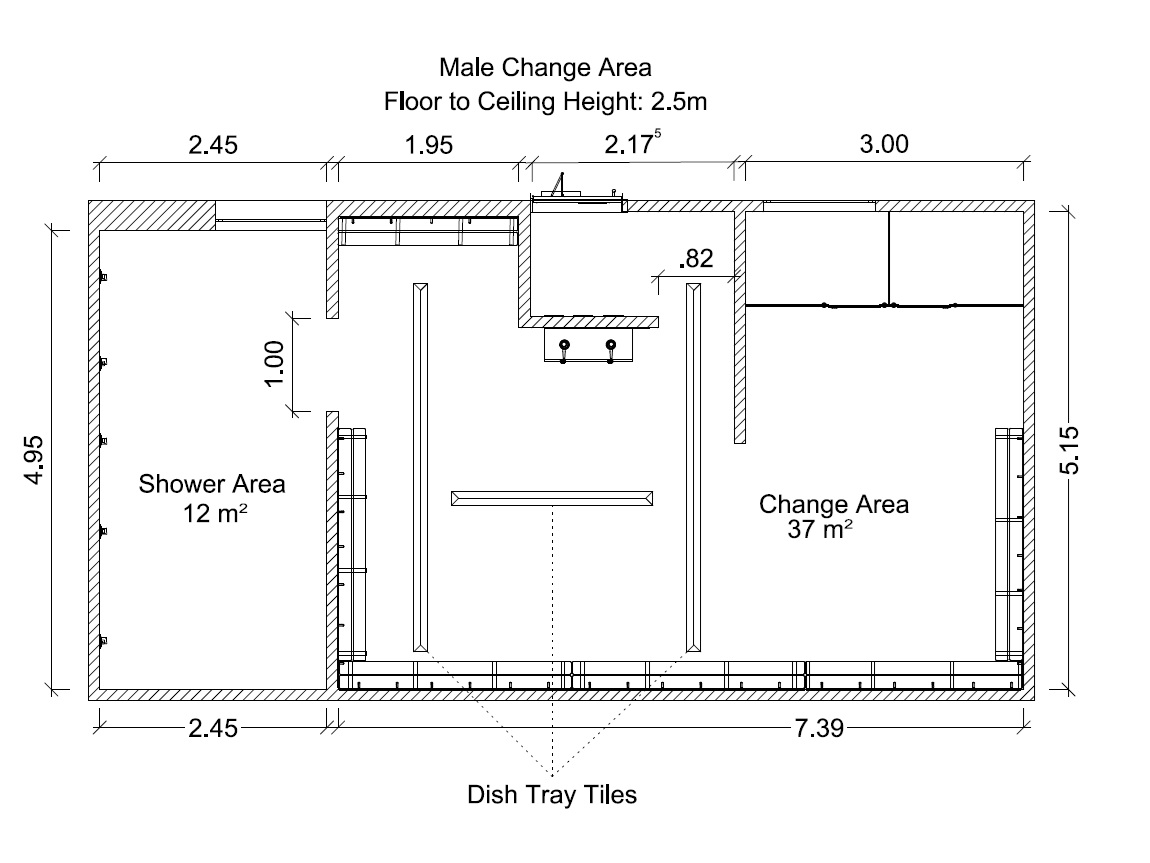 Male Change Area
Floor to Ceiling Height: 2.5m
2.45 1.95 2.17⁵ 3.00
.82
1.00
4.95
5.15
Shower Area
12 m²
Change Area
37 m²
2.45 7.39
Dish Tray Tiles